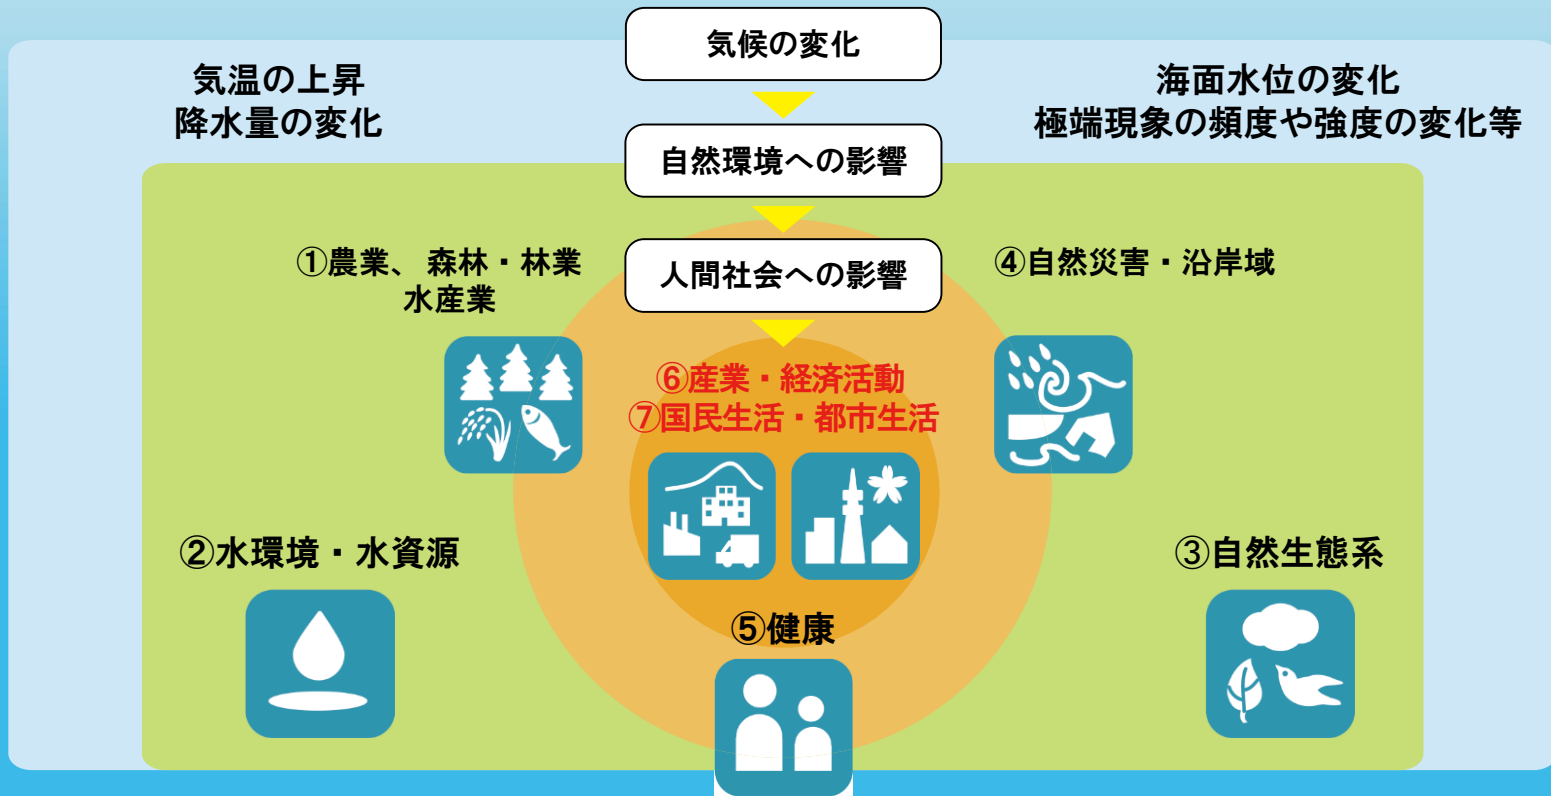 気候の変化
気温の上昇
降水量の変化
海面水位の変化
極端現象の頻度や強度の変化等
自然環境への影響
①農業、森林・林業
水産業
人間社会への影響
④自然災害・沿岸域
⑥産業・経済活動
⑦国民生活・都市生活
②水環境・水資源
③自然生態系
⑤健康